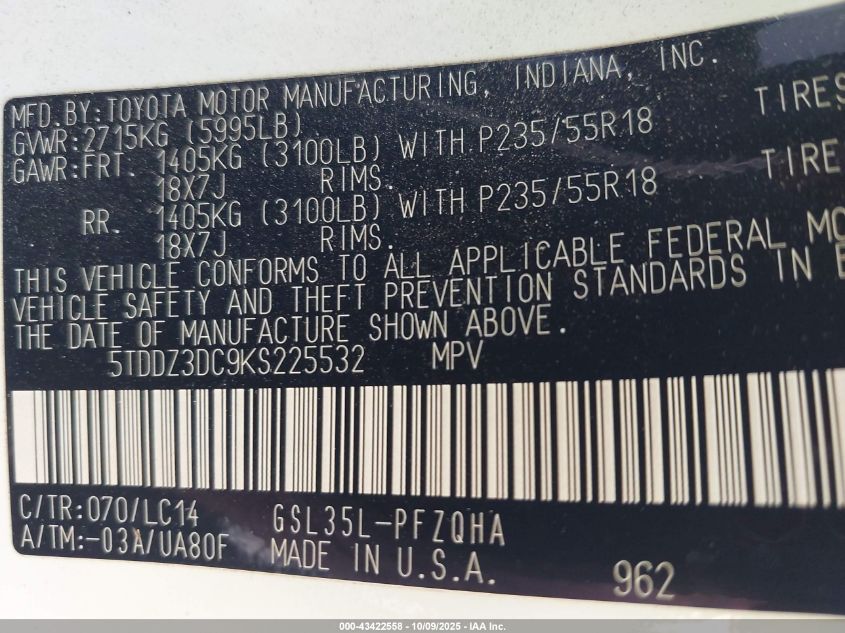 MFD. BY: TOYOTA MOTOR MANUFACTURING, INDIANA, INC.
GVWR: 2715KG (5995LB)
GAWR: FRT. 1405KG (3100LB) WITH P235/55R18 TIRES
18X7J RIMS.
RR. 1405KG (3100LB) WITH P235/55R18 TIRE
18X7J RIMS.
THIS VEHICLE CONFORMS TO ALL APPLICABLE FEDERAL MO
VEHICLE SAFETY AND THEFT PREVENTION STANDARDS IN E
THE DATE OF MANUFACTURE SHOWN ABOVE.
5TDDZ3DC9KS225532 MPV
C/TR: 070/LC14 GSL35L-PFZQHA
A/TM: -03A/UA80F MADE IN U.S.A. 962
000-43422558 - 10/09/2025 - IAA Inc.